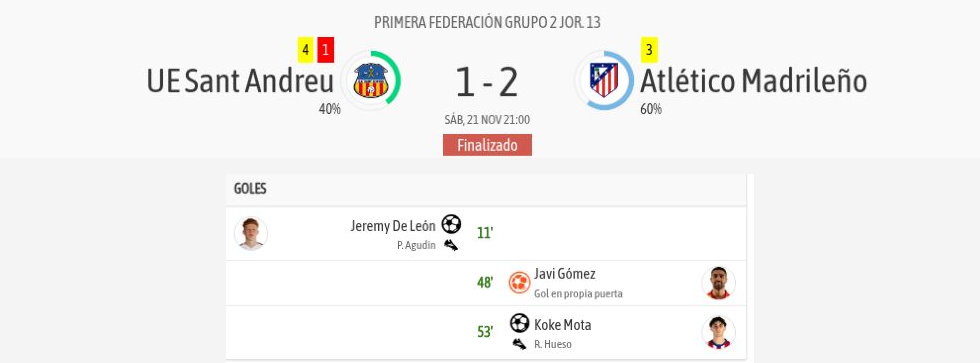 PRIMERA FEDERACIÓN GRUPO 2 JOR. 13
4 1
3
UE Sant Andreu
1 - 2
Atlético Madrileño
40%
60%
SÁB, 21 NOV 21:00
Finalizado
GOLES
Jeremy De León
11'
P. Agudín
Javi Gómez
48'
Gol en propia puerta
Koke Mota
53'
R. Hueso